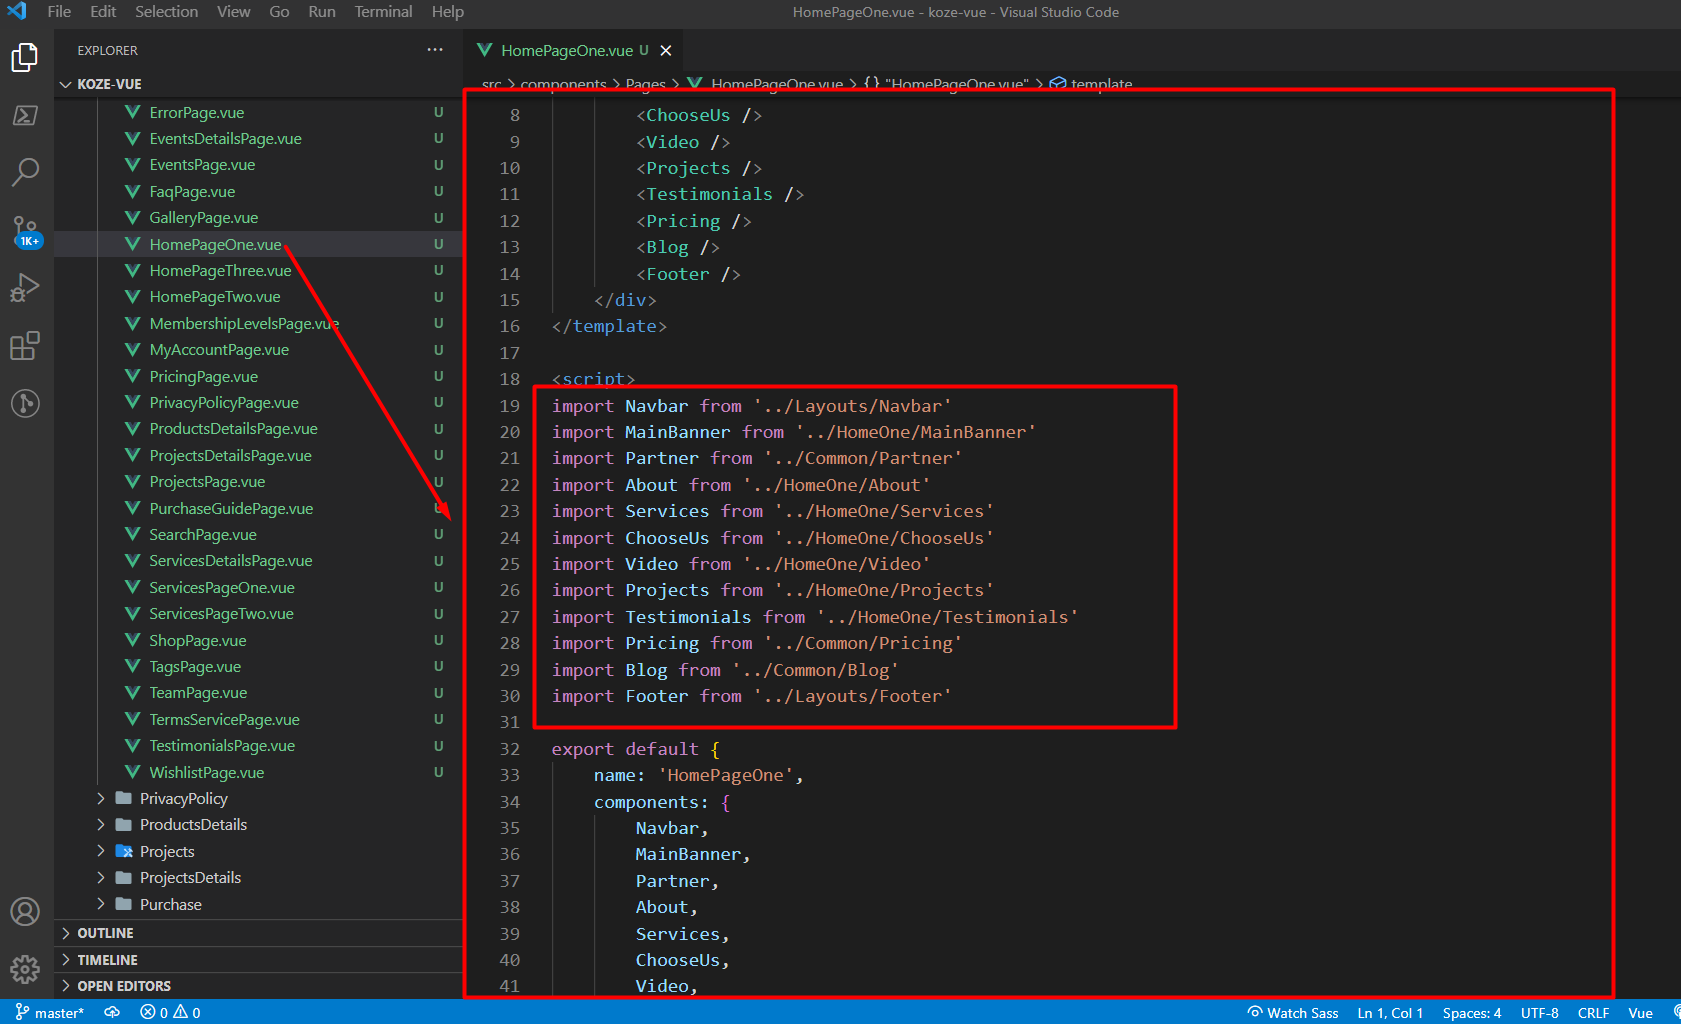 File Edit Selection View Go Run Terminal Help
HomePageOne.vue - koze-vue - Visual Studio Code
EXPLORER ...
KOZE-VUE
ErrorPage.vue U
EventsDetailsPage.vue U
EventsPage.vue U
FaqPage.vue U
GalleryPage.vue U
HomePageOne.vue U
HomePageThree.vue U
HomePageTwo.vue U
MembershipLevelsPage.vue U
MyAccountPage.vue U
PricingPage.vue U
PrivacyPolicyPage.vue U
ProductsDetailsPage.vue U
ProjectsDetailsPage.vue U
ProjectsPage.vue U
PurchaseGuidePage.vue U
SearchPage.vue U
ServicesDetailsPage.vue U
ServicesPageOne.vue U
ServicesPageTwo.vue U
ShopPage.vue U
TagsPage.vue U
TeamPage.vue U
TermsServicePage.vue U
TestimonialsPage.vue U
WishlistPage.vue U
PrivacyPolicy
ProductsDetails
Projects
ProjectsDetails
Purchase
OUTLINE
TIMELINE
OPEN EDITORS
1K+
HomePageOne.vue U
src > components > Pages > HomePageOne.vue > {} "HomePageOne.vue" > template
8 <ChooseUs />
9 <Video />
10 <Projects />
11 <Testimonials />
12 <Pricing />
13 <Blog />
14 <Footer />
15 </div>
16 </template>
17
18 <script>
19 import Navbar from '../Layouts/Navbar'
20 import MainBanner from '../HomeOne/MainBanner'
21 import Partner from '../Common/Partner'
22 import About from '../HomeOne/About'
23 import Services from '../HomeOne/Services'
24 import ChooseUs from '../HomeOne/ChooseUs'
25 import Video from '../HomeOne/Video'
26 import Projects from '../HomeOne/Projects'
27 import Testimonials from '../HomeOne/Testimonials'
28 import Pricing from '../Common/Pricing'
29 import Blog from '../Common/Blog'
30 import Footer from '../Layouts/Footer'
31
32 export default {
33 name: 'HomePageOne',
34 components: {
35 Navbar,
36 MainBanner,
37 Partner,
38 About,
39 Services,
40 ChooseUs,
41 Video,
master* 0 0
Watch Sass Ln 1, Col 1 Spaces: 4 UTF-8 CRLF Vue